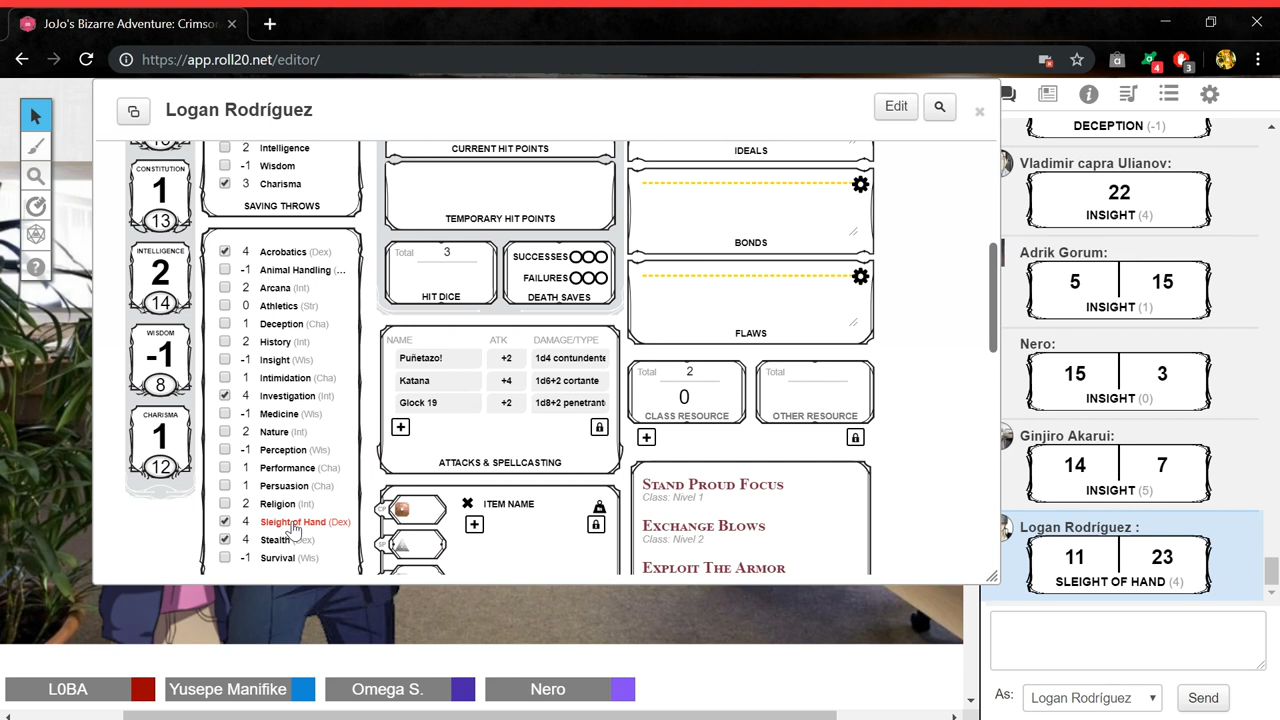 JoJo's Bizarre Adventure: Crimso
https://app.roll20.net/editor/
4
3
Logan Rodríguez
Edit
CONSTITUTION
1
13
INTELLIGENCE
2
14
WISDOM
-1
8
CHARISMA
1
12
2 Intelligence
-1 Wisdom
3 Charisma
SAVING THROWS
4 Acrobatics (Dex)
-1 Animal Handling (...
2 Arcana (Int)
0 Athletics (Str)
1 Deception (Cha)
2 History (Int)
-1 Insight (Wis)
1 Intimidation (Cha)
4 Investigation (Int)
-1 Medicine (Wis)
2 Nature (Int)
-1 Perception (Wis)
1 Performance (Cha)
1 Persuasion (Cha)
2 Religion (Int)
4 Sleight of Hand (Dex)
4 Stealth (Dex)
-1 Survival (Wis)
CURRENT HIT POINTS
TEMPORARY HIT POINTS
Total 3
HIT DICE
SUCCESSES
FAILURES
DEATH SAVES
NAME ATK DAMAGE/TYPE
Puñetazo! +2 1d4 contundente
Katana +4 1d6+2 cortante
Glock 19 +2 1d8+2 penetrant
ATTACKS & SPELLCASTING
CP
SP
ITEM NAME
IDEALS
BONDS
FLAWS
Total 2
0
CLASS RESOURCE
Total
OTHER RESOURCE
STAND PROUD FOCUS
Class: Nivel 1
EXCHANGE BLOWS
Class: Nivel 2
EXPLOIT THE ARMOR
DECEPTION (-1)
Vladimir capra Ulianov:
22
INSIGHT (4)
Adrik Gorum:
5 15
INSIGHT (1)
Nero:
15 3
INSIGHT (0)
Ginjiro Akarui:
14 7
INSIGHT (5)
Logan Rodríguez :
11 23
SLEIGHT OF HAND (4)
As: Logan Rodríguez
Send
L0BA
Yusepe Manifike
Omega S.
Nero